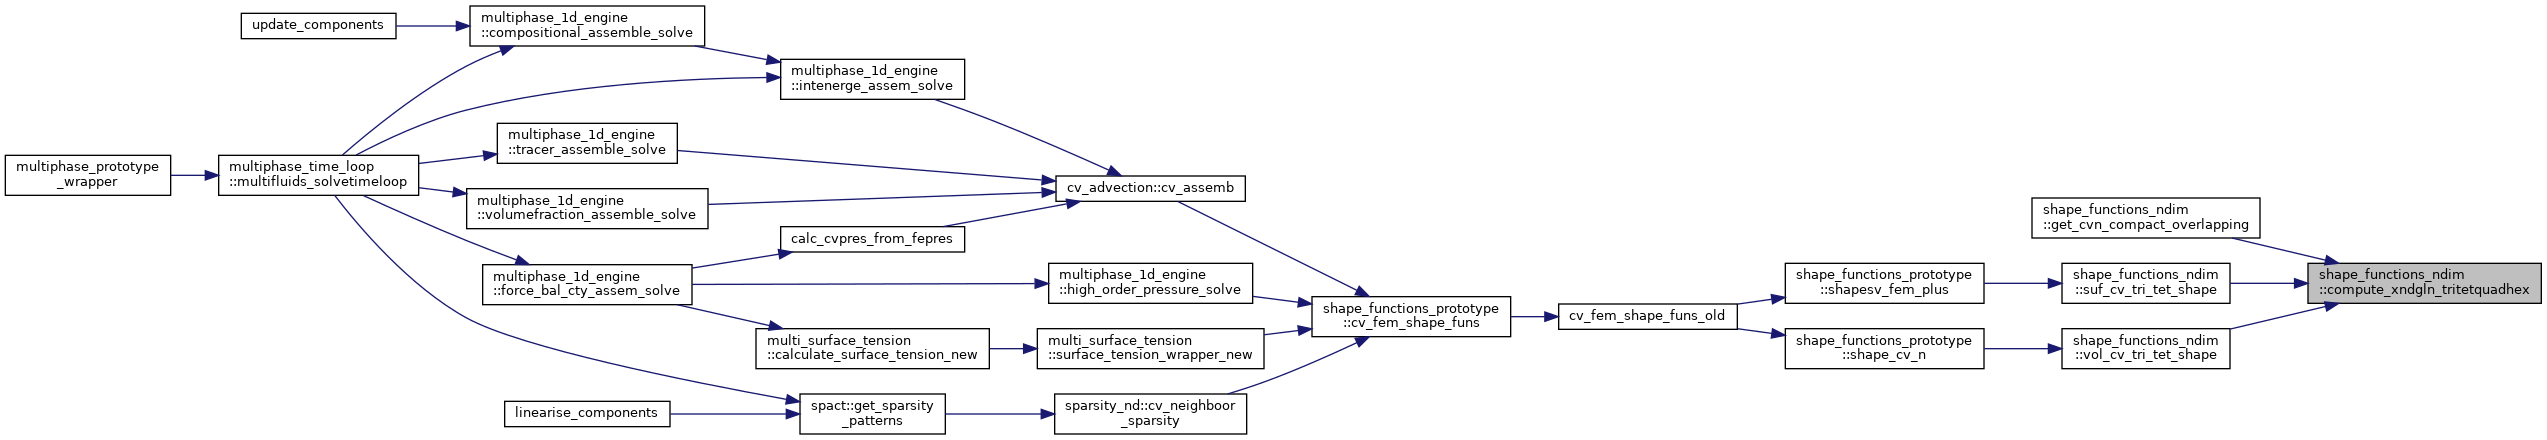 update_components
multiphase_1d_engine
::compositional_assemble_solve
multiphase_1d_engine
::intenerge_assem_solve
multiphase_1d_engine
::tracer_assemble_solve
multiphase_prototype
_wrapper
multiphase_time_loop
::multifluids_solvetimeloop
multiphase_1d_engine
::volumefraction_assemble_solve
cv_advection::cv_assemb
calc_cvpres_from_fepres
multiphase_1d_engine
::force_bal_cty_assem_solve
multiphase_1d_engine
::high_order_pressure_solve
multi_surface_tension
::calculate_surface_tension_new
multi_surface_tension
::surface_tension_wrapper_new
linearise_components
spact::get_sparsity
_patterns
sparsity_nd::cv_neighboor
_sparsity
shape_functions_prototype
::cv_fem_shape_funs
cv_fem_shape_funs_old
shape_functions_prototype
::shapesv_fem_plus
shape_functions_prototype
::shape_cv_n
shape_functions_ndim
::get_cvn_compact_overlapping
shape_functions_ndim
::suf_cv_tri_tet_shape
shape_functions_ndim
::vol_cv_tri_tet_shape
shape_functions_ndim
::compute_xndgln_tritetquadhex